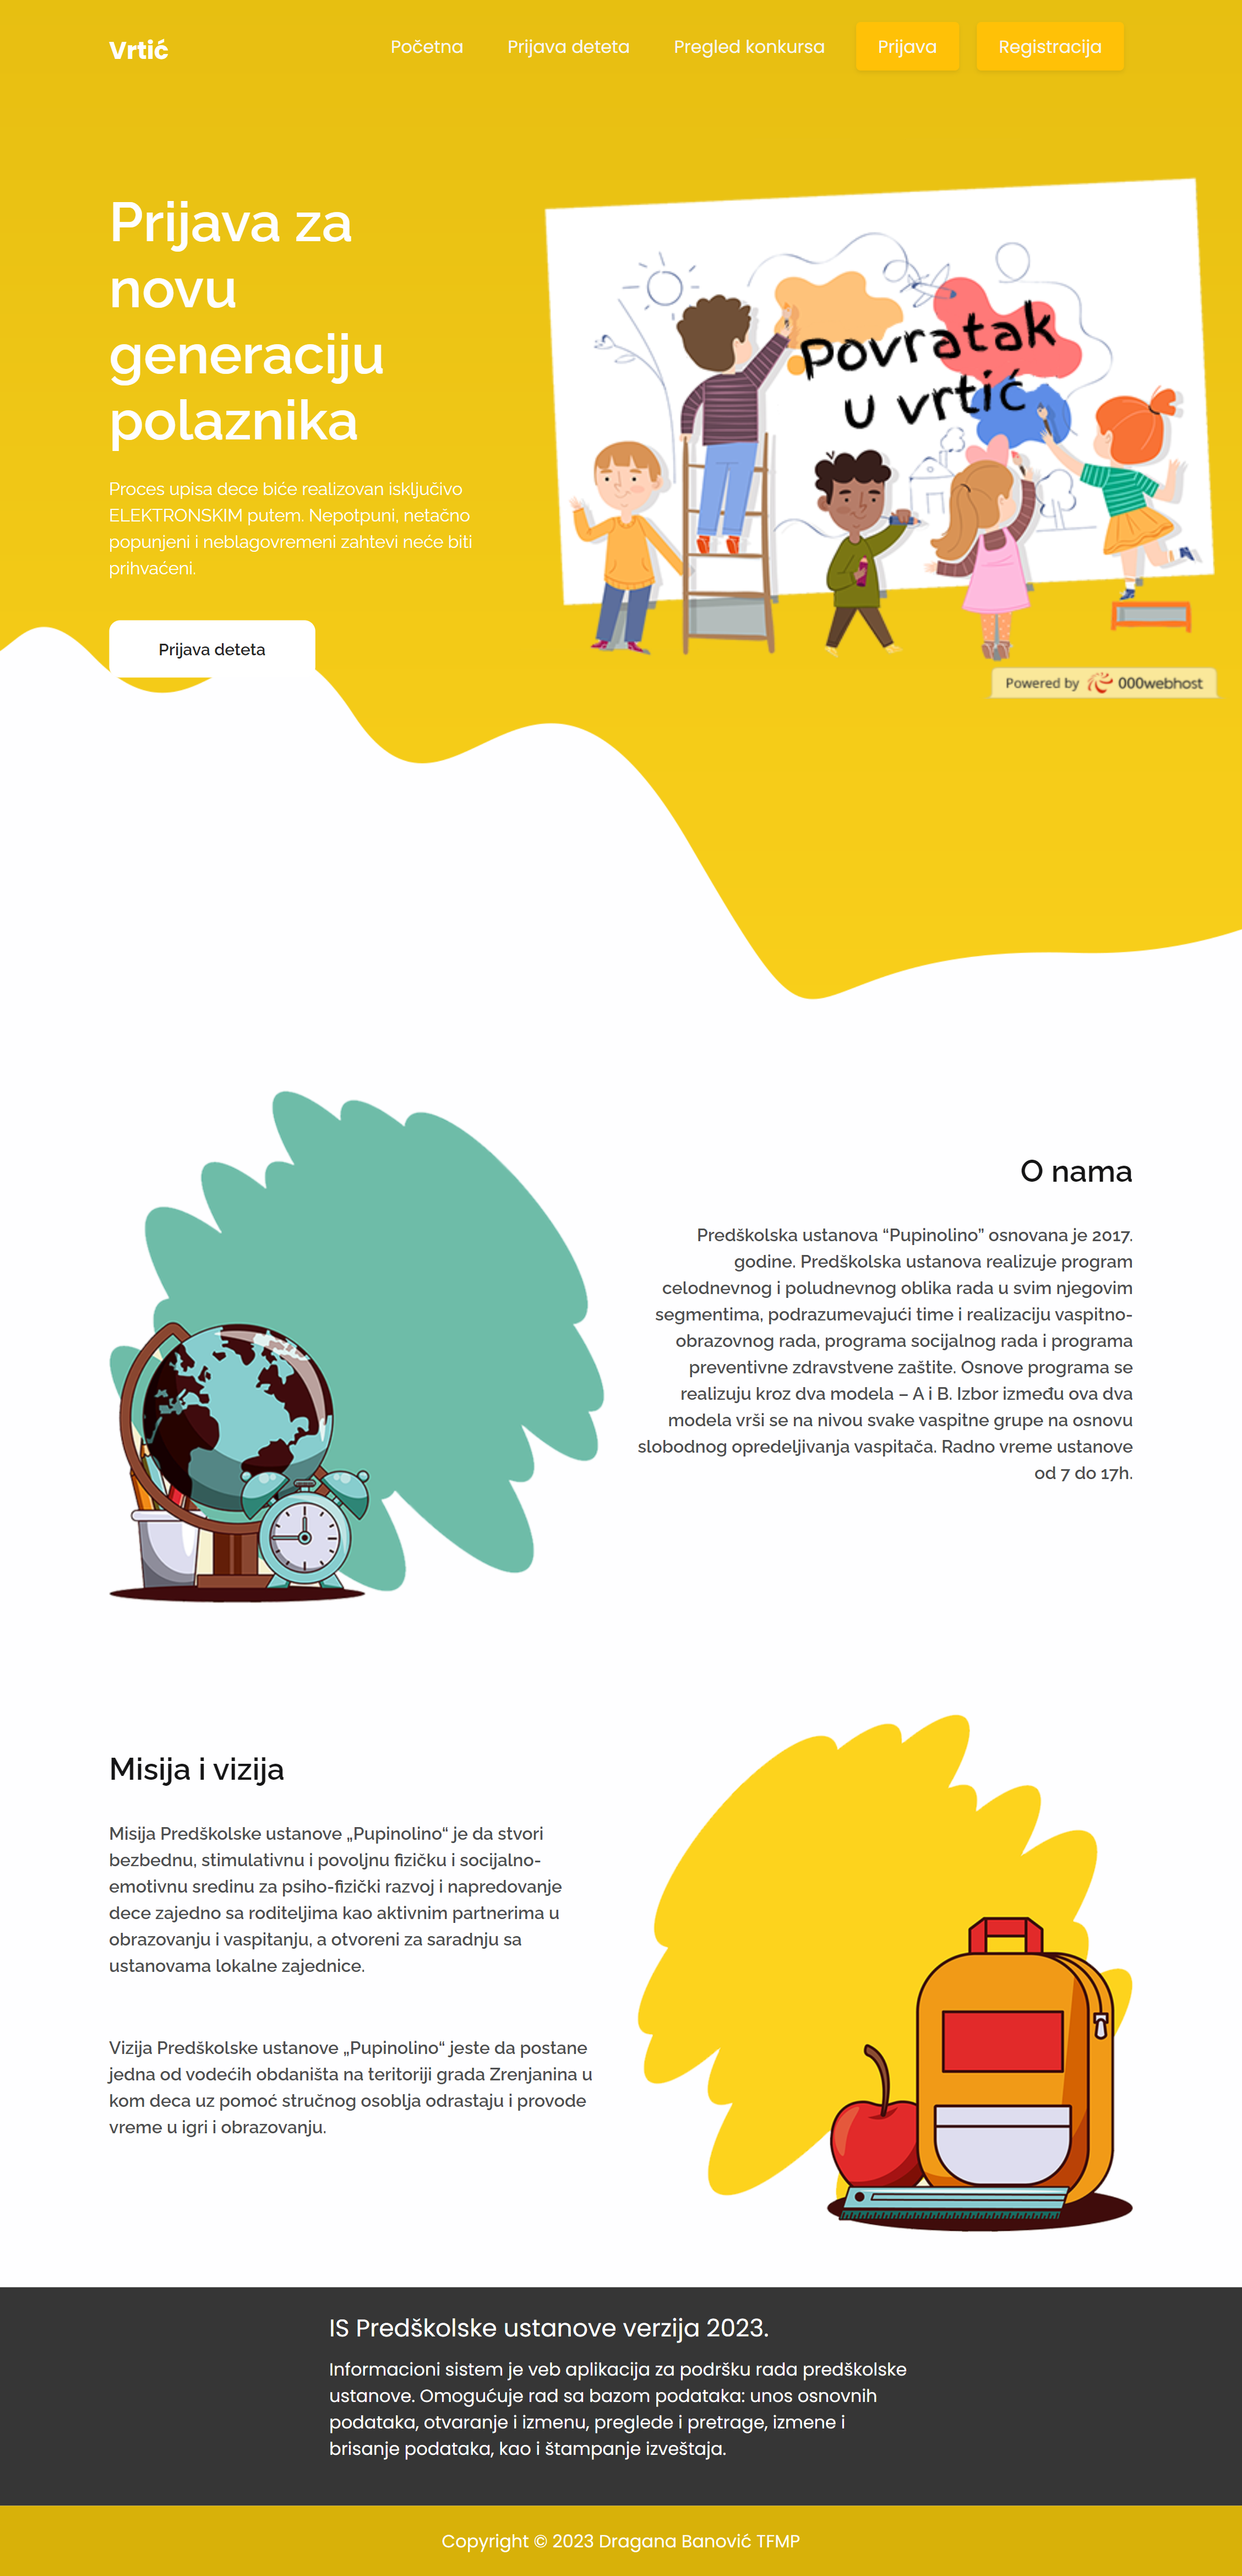 Vrtić
Početna
Prijava deteta
Pregled konkursa
Prijava
Registracija
Prijava za
novu
generaciju
polaznika
Proces upisa dece biće realizovan isključivo
ELEKTRONSKIM putem. Nepotpuni, netačno
popunjeni i neblagovremeni zahtevi neće biti
prihvaćeni.
Prijava deteta
povratak
u vrtić
Powered by 000webhost
O nama
Predškolska ustanova “Pupinolino” osnovana je 2017.
godine. Predškolska ustanova realizuje program
celodnevnog i poludnevnog oblika rada u svim njegovim
segmentima, podrazumevajući time i realizaciju vaspitno-
obrazovnog rada, programa socijalnog rada i programa
preventivne zdravstvene zaštite. Osnove programa se
realizuju kroz dva modela – A i B. Izbor između ova dva
modela vrši se na nivou svake vaspitne grupe na osnovu
slobodnog opredeljivanja vaspitača. Radno vreme ustanove
od 7 do 17h.
Misija i vizija
Misija Predškolske ustanove „Pupinolino“ je da stvori
bezbednu, stimulativnu i povoljnu fizičku i socijalno-
emotivnu sredinu za psiho-fizički razvoj i napredovanje
dece zajedno sa roditeljima kao aktivnim partnerima u
obrazovanju i vaspitanju, a otvoreni za saradnju sa
ustanovama lokalne zajednice.
Vizija Predškolske ustanove „Pupinolino“ jeste da postane
jedna od vodećih obdaništa na teritoriji grada Zrenjanina u
kom deca uz pomoć stručnog osoblja odrastaju i provode
vreme u igri i obrazovanju.
IS Predškolske ustanove verzija 2023.
Informacioni sistem je veb aplikacija za podršku rada predškolske
ustanove. Omogućuje rad sa bazom podataka: unos osnovnih
podataka, otvaranje i izmenu, preglede i pretrage, izmene i
brisanje podataka, kao i štampanje izveštaja.
Copyright © 2023 Dragana Banović TFMP